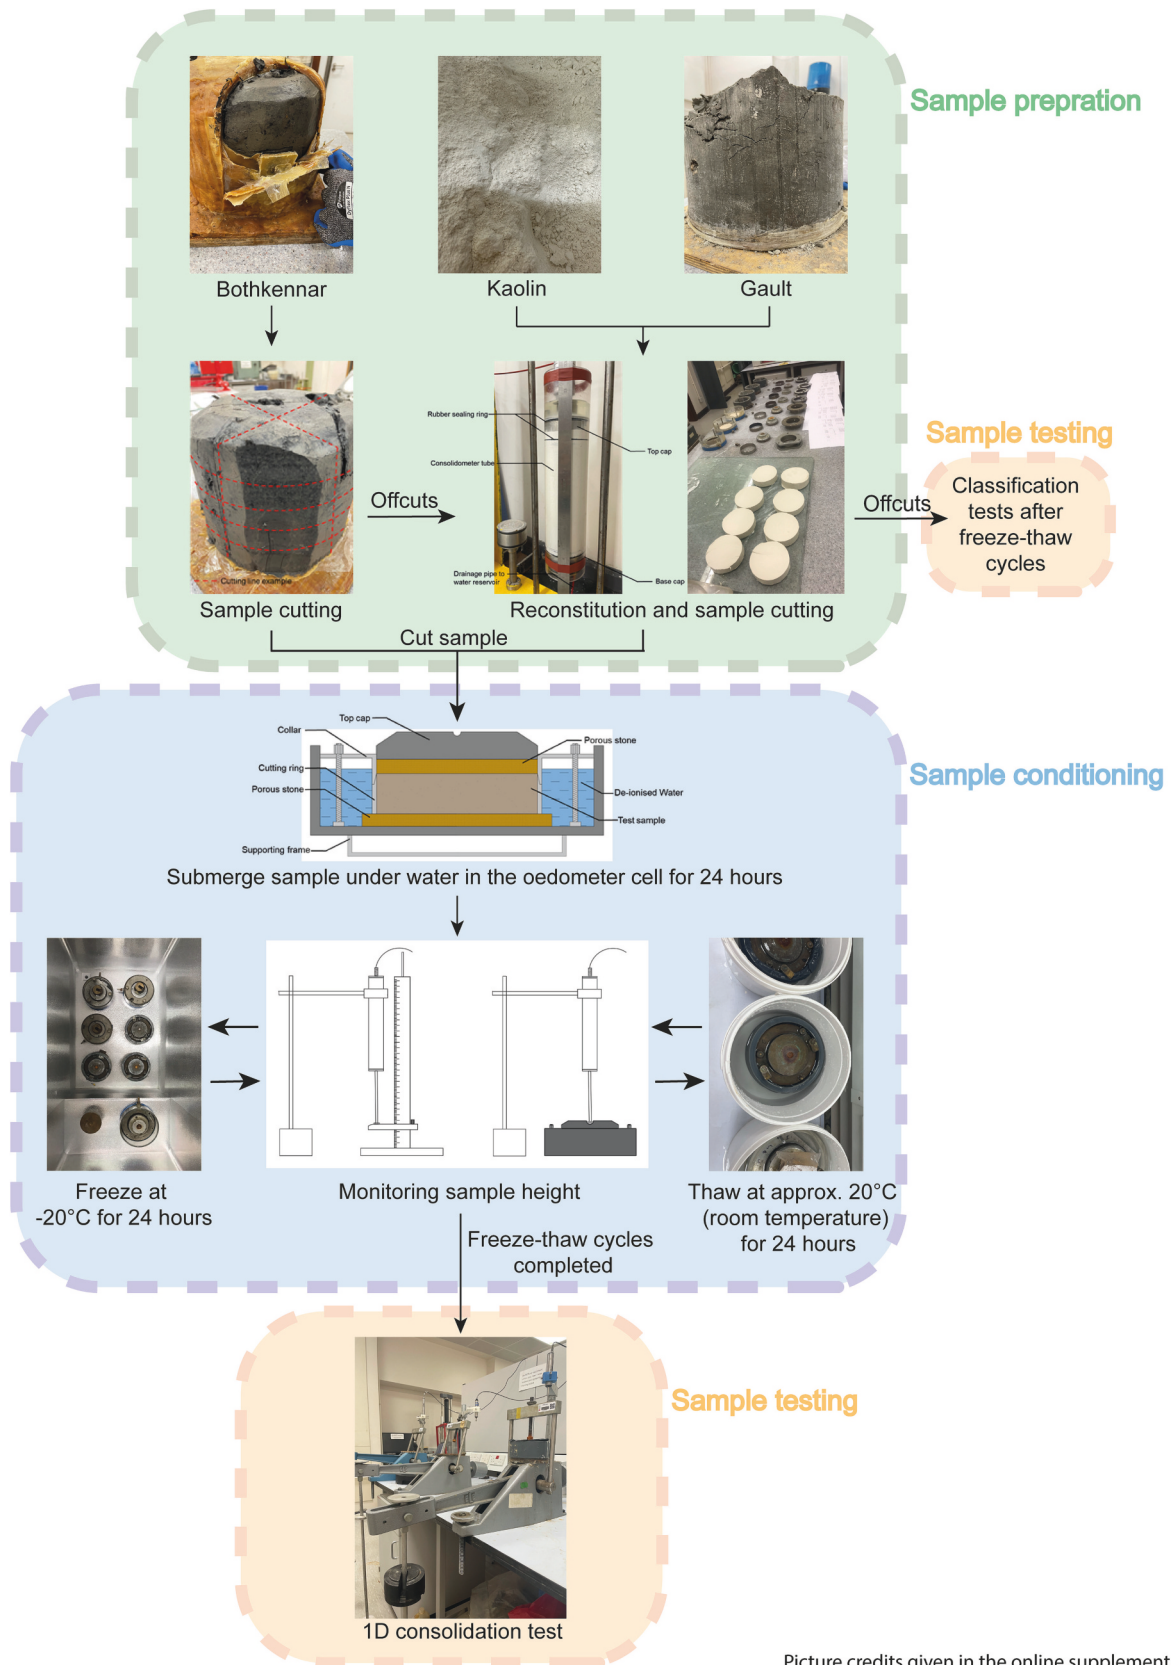 Sample prepration
Bothkennar
Kaolin
Gault
Rubber sealing ring
Top cap
Consolidometer tube
Sample testing
Offcuts
Offcuts
Classification
tests after
freeze-thaw
cycles
Drainage pipe to
water reservoir
Base cap
Cutting line example
Sample cutting
Reconstitution and sample cutting
Cut sample
Top cap
Collar
Porous stone
Cutting ring
Sample conditioning
Porous stone
De-ionised Water
Test sample
Supporting frame
Submerge sample under water in the oedometer cell for 24 hours
Freeze at
-20°C for 24 hours
Monitoring sample height
Thaw at approx. 20°C
(room temperature)
for 24 hours
Freeze-thaw cycles
completed
Sample testing
1D consolidation test
Picture credits given in the online supplement